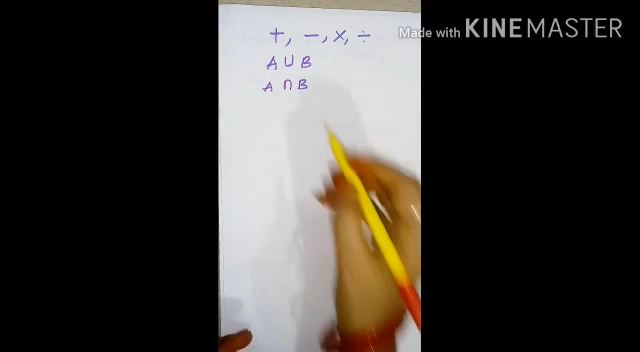 +, −, ×, ÷
Made with KINEMASTER
A ∪ B
A ∩ B